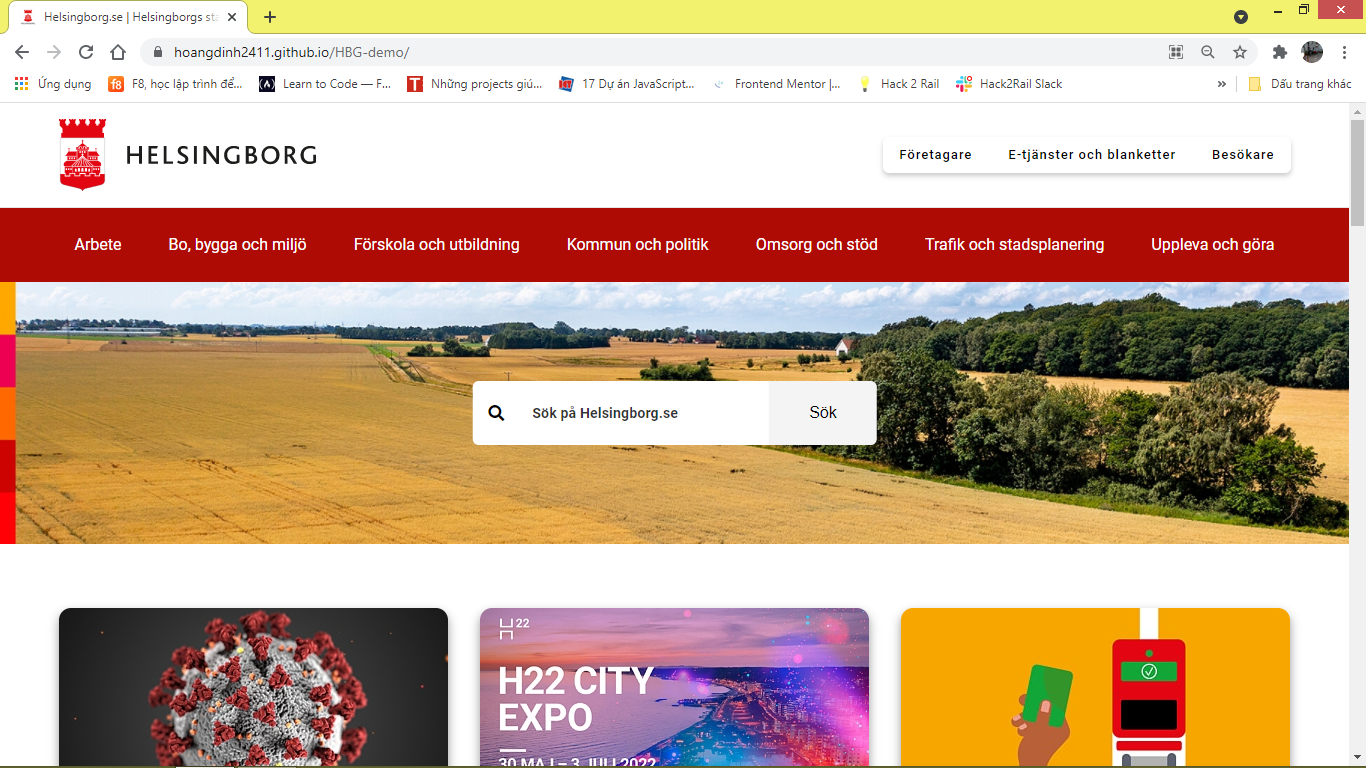 Helsingborg.se | Helsingborgs sta
hoangdinh2411.github.io/HBG-demo/
Ứng dụng
F8, học lập trình để...
Learn to Code — F...
Những projects giú...
17 Dự án JavaScript...
Frontend Mentor |...
Hack 2 Rail
Hack2Rail Slack
»
Dấu trang khác
HELSINGBORG
Företagare
E-tjänster och blanketter
Besökare
Arbete
Bo, bygga och miljö
Förskola och utbildning
Kommun och politik
Omsorg och stöd
Trafik och stadsplanering
Uppleva och göra
Sök på Helsingborg.se
Sök
22
H22 CITY
EXPO
30 MAJ – 3 JULI 2022